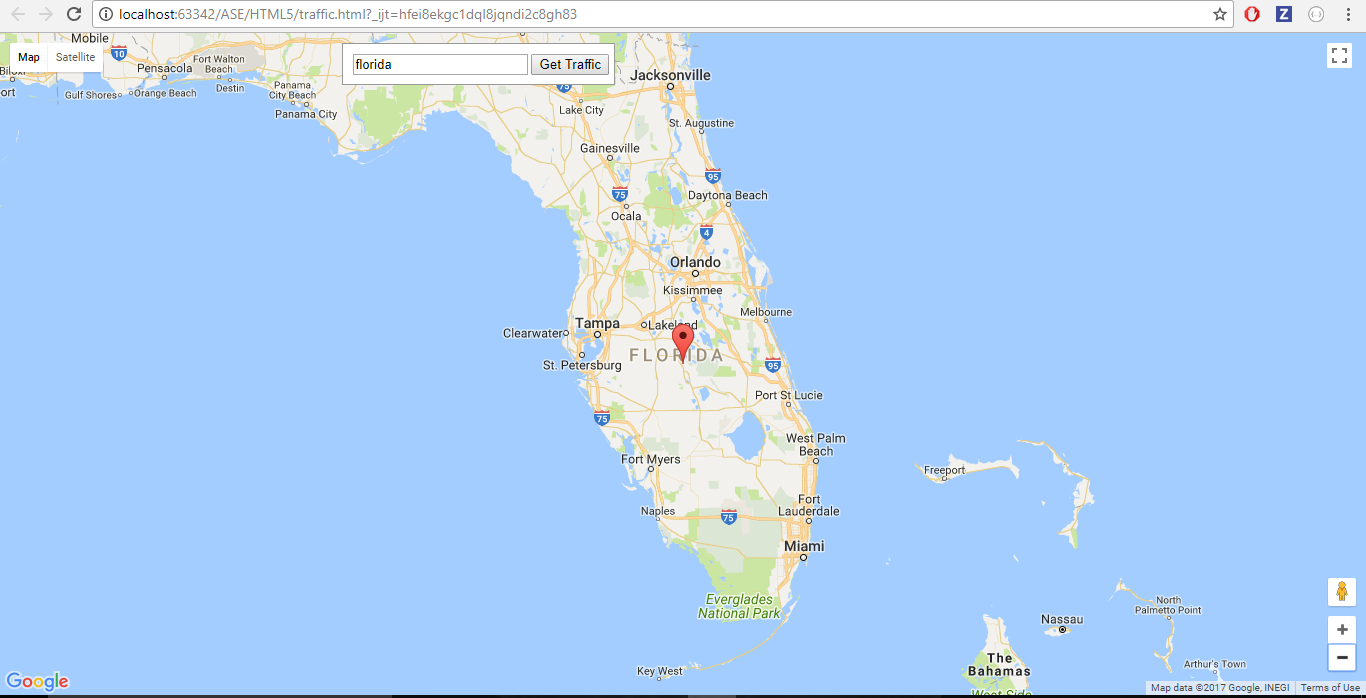 localhost:63342/ASE/HTML5/traffic.html?_ijt=hfei8ekgc1dql8jqndi2c8gh83
Z
Map
Satellite
florida
Get Traffic
Mobile
10
Pensacola
Fort Walton
Beach
Destin
Gulf Shores
Orange Beach
Panama
City Beach
Panama City
Jacksonville
75
Lake City
St. Augustine
Gainesville
95
75
Daytona Beach
Ocala
4
Orlando
Kissimmee
Melbourne
Tampa
Lakeland
Clearwater
FLORIDA
St. Petersburg
95
Port St Lucie
75
West Palm
Beach
Fort Myers
Freeport
Fort
Lauderdale
Naples
75
Miami
Everglades
National Park
North
Palmetto Point
Nassau
The
Bahamas
Arthur's Town
Key West
West Side
Google
Map data ©2017 Google, INEGI
Terms of Use